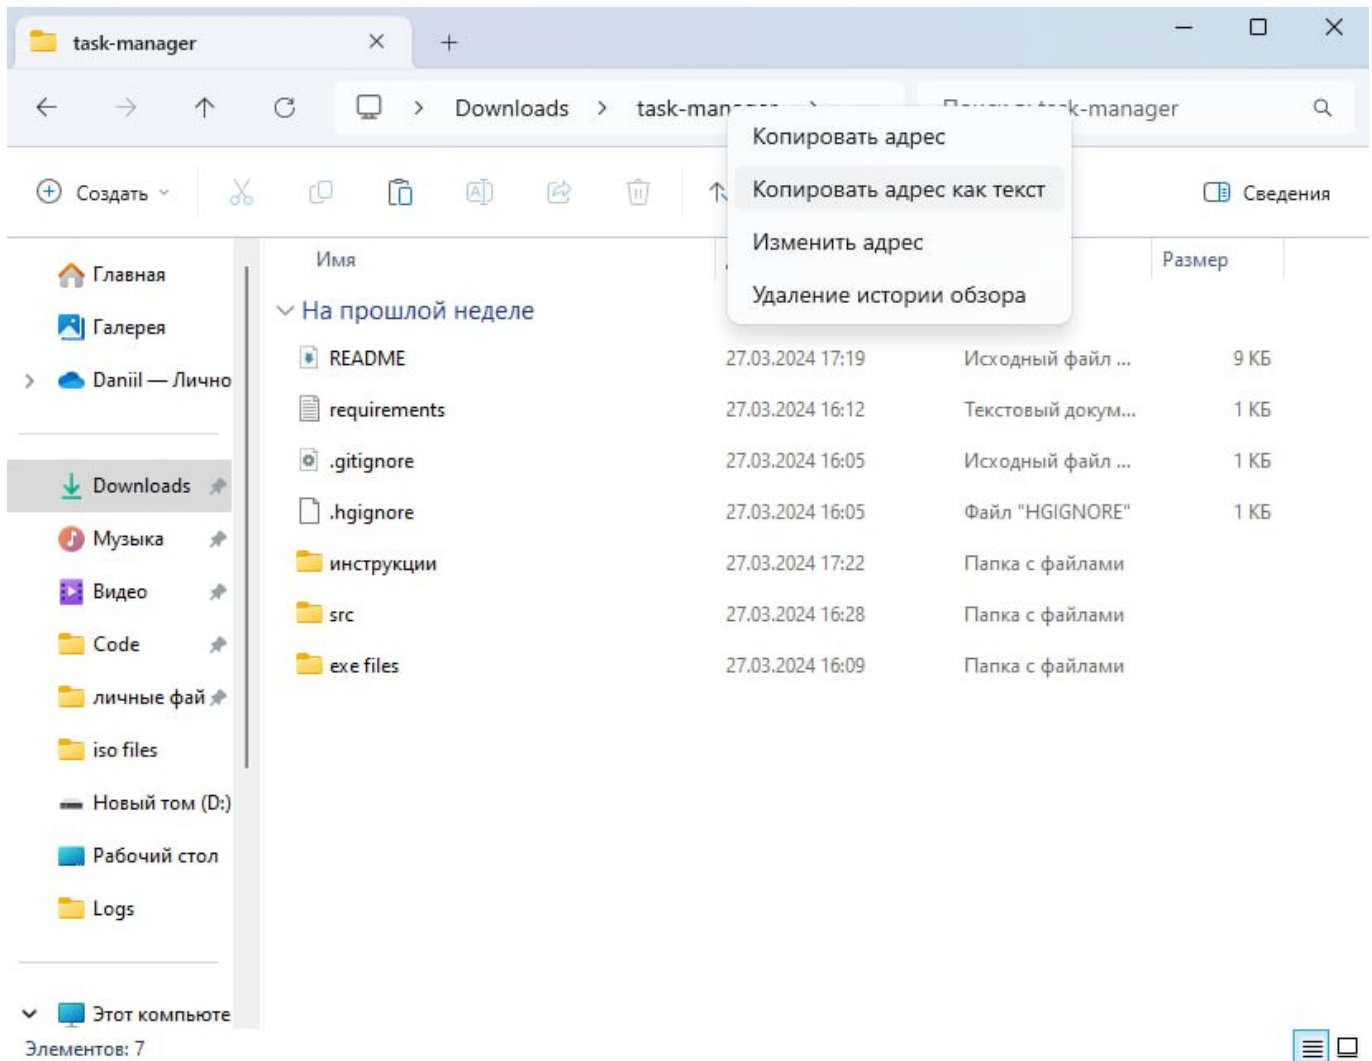 task-manager
Downloads > task-
task-manager
Копировать адрес
Создать
Копировать адрес как текст
Сведения
Изменить адрес
Удаление истории обзора
Имя
Размер
Главная
Галерея
Daniil — Лично
Downloads
Музыка
Видео
Code
личные фай
iso files
Новый том (D:)
Рабочий стол
Logs
Этот компьюте
На прошлой неделе
README 27.03.2024 17:19 Исходный файл ... 9 КБ
requirements 27.03.2024 16:12 Текстовый докум... 1 КБ
.gitignore 27.03.2024 16:05 Исходный файл ... 1 КБ
.hgignore 27.03.2024 16:05 Файл "HGIGNORE" 1 КБ
инструкции 27.03.2024 17:22 Папка с файлами
src 27.03.2024 16:28 Папка с файлами
exe files 27.03.2024 16:09 Папка с файлами
Элементов: 7